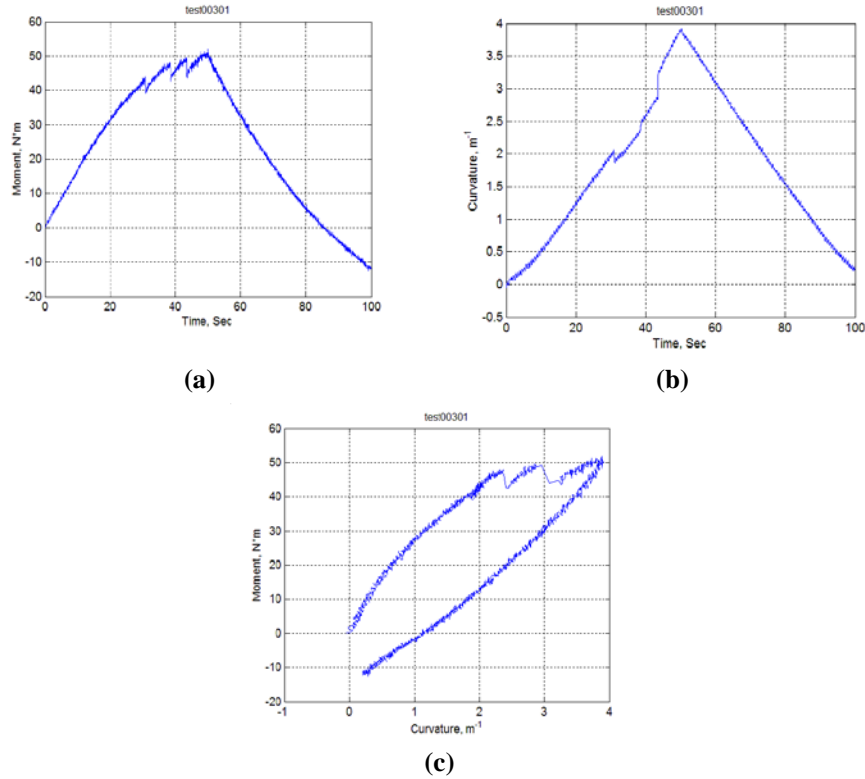 test00301
60
50
40
30
20
10
0
-10
-20
Moment, N*m
0 20 40 60 80 100
Time, Sec
(a)
test00301
4
3.5
3
2.5
2
1.5
1
0.5
0
-0.5
Curvature, m-1
0 20 40 60 80 100
Time, Sec
(b)
test00301
60
50
40
30
20
10
0
-10
-20
Moment, N*m
-1 0 1 2 3 4
Curvature, m-1
(c)